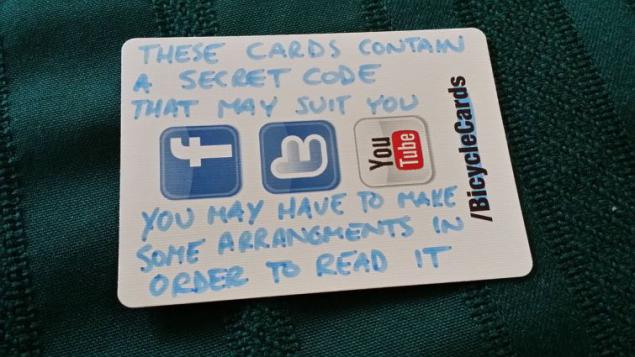 THESE CARDS CONTAIN
A SECRET CODE
THAT MAY SUIT YOU
f
t
You
Tube
/BicycleCards
YOU MAY HAVE TO MAKE
SOME ARRANGMENTS IN
ORDER TO READ IT